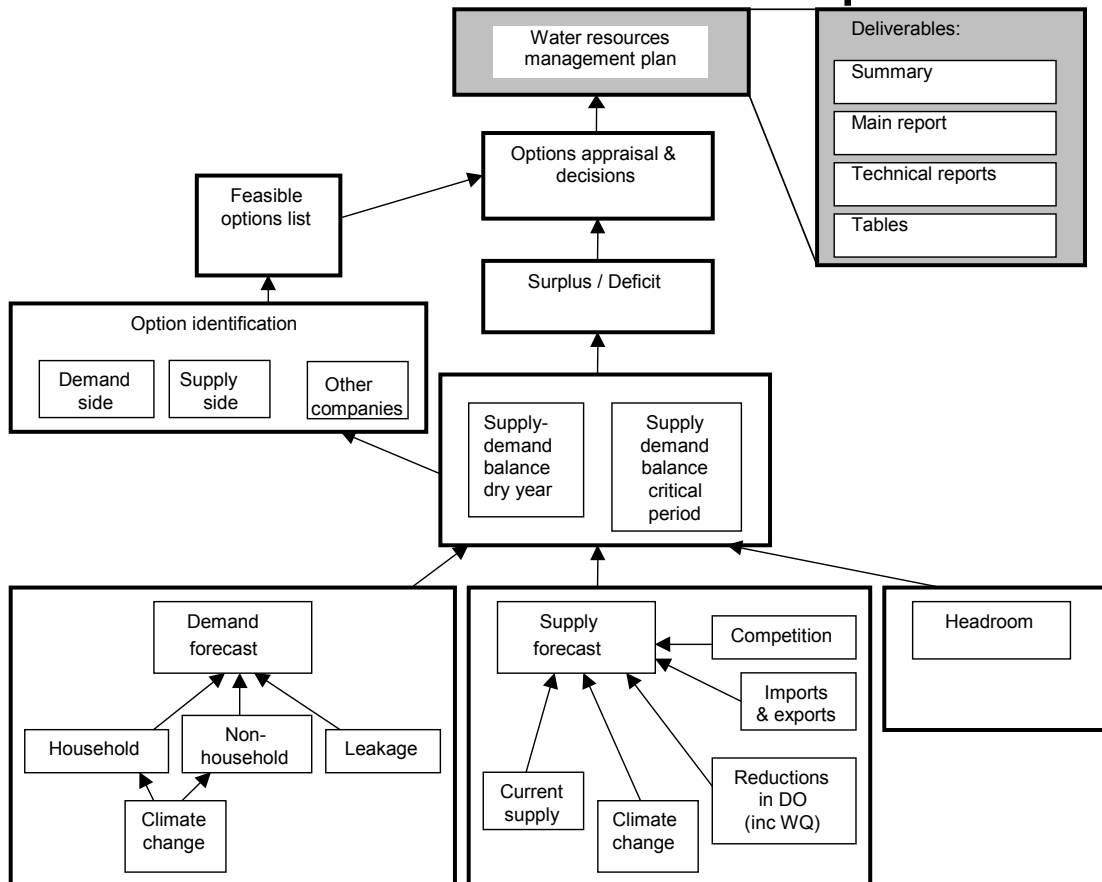 Water resources
management plan
Deliverables:
Summary
Main report
Technical reports
Tables
Options appraisal &
decisions
Feasible
options list
Surplus / Deficit
Option identification
Demand
side
Supply
side
Other
companies
Supply-
demand
balance
dry year
Supply
demand
balance
critical
period
Demand
forecast
Household
Non-
household
Leakage
Climate
change
Supply
forecast
Competition
Imports
& exports
Current
supply
Climate
change
Reductions
in DO
(inc WQ)
Headroom